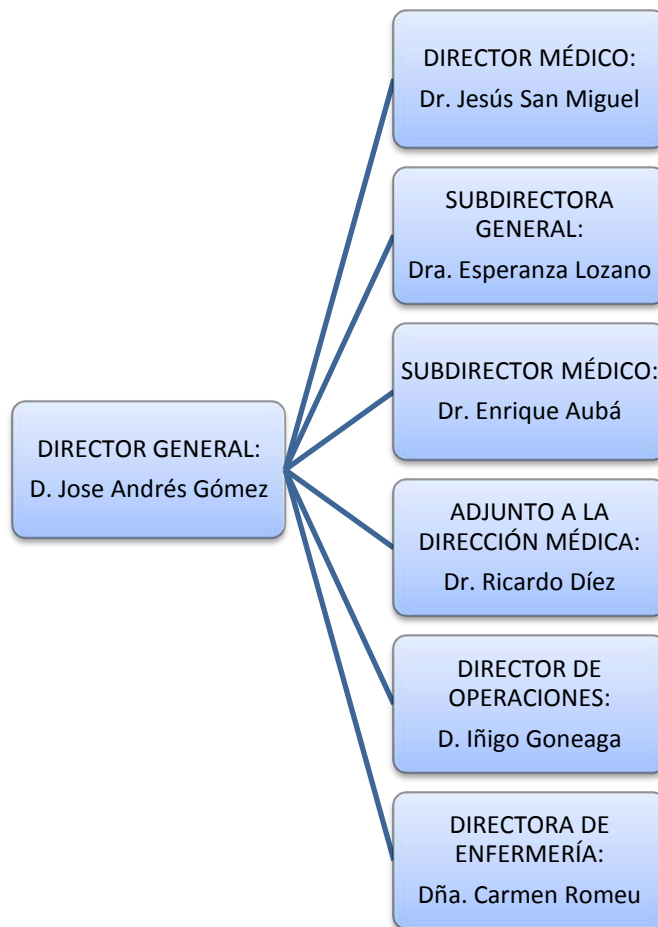 DIRECTOR MÉDICO:
Dr. Jesús San Miguel
SUBDIRECTORA
GENERAL:
Dra. Esperanza Lozano
SUBDIRECTOR MÉDICO:
Dr. Enrique Aubá
DIRECTOR GENERAL:
D. Jose Andrés Gómez
ADJUNTO A LA
DIRECCIÓN MÉDICA:
Dr. Ricardo Díez
DIRECTOR DE
OPERACIONES:
D. Iñigo Goneaga
DIRECTORA DE
ENFERMERÍA:
Dña. Carmen Romeu